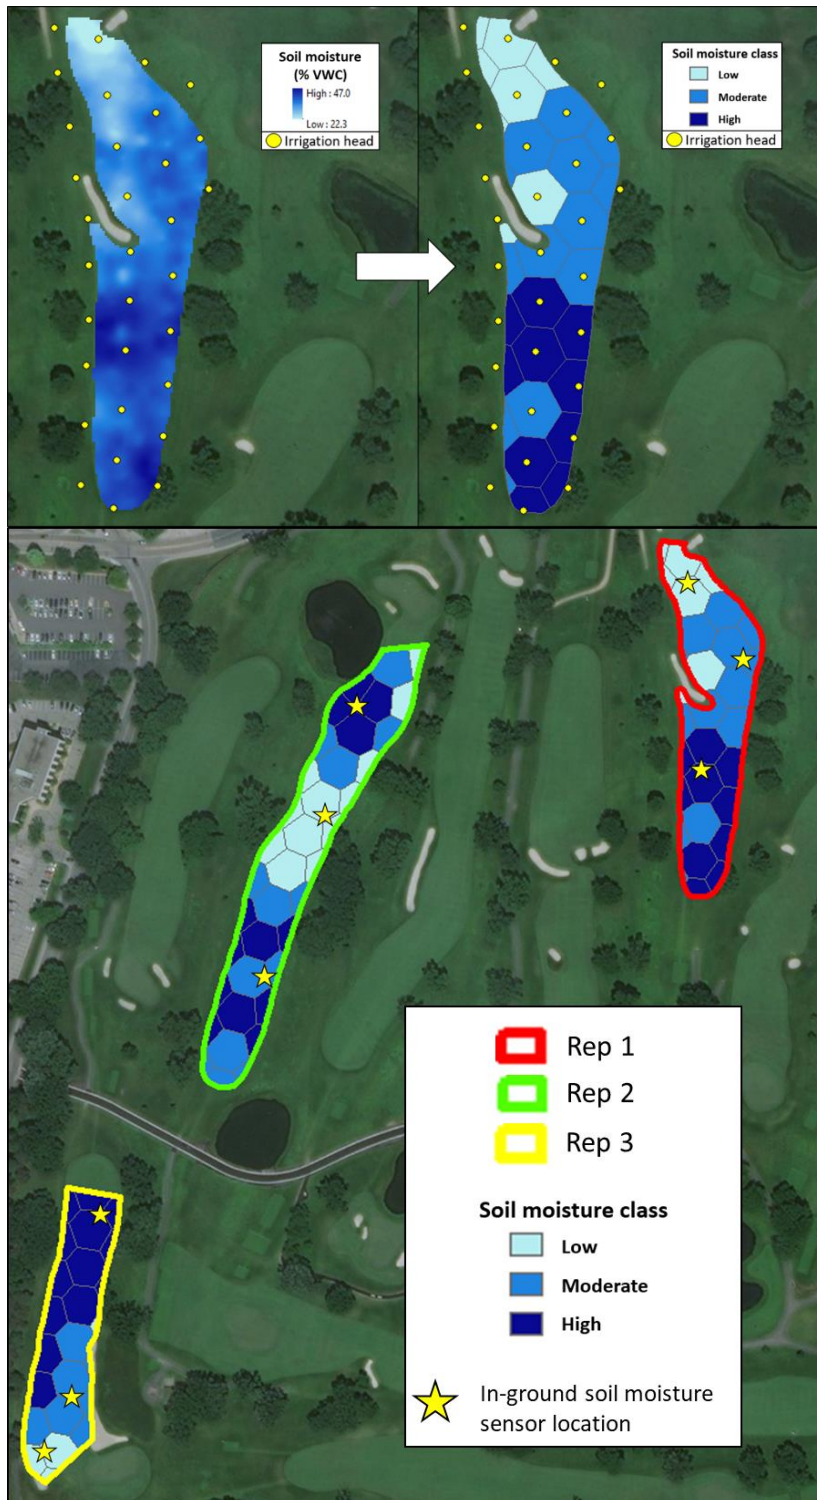 Soil moisture
(% VWC)
High : 47.0
Low : 22.3
Irrigation head
Soil moisture class
Low
Moderate
High
Irrigation head
Rep 1
Rep 2
Rep 3
Soil moisture class
Low
Moderate
High
In-ground soil moisture
sensor location